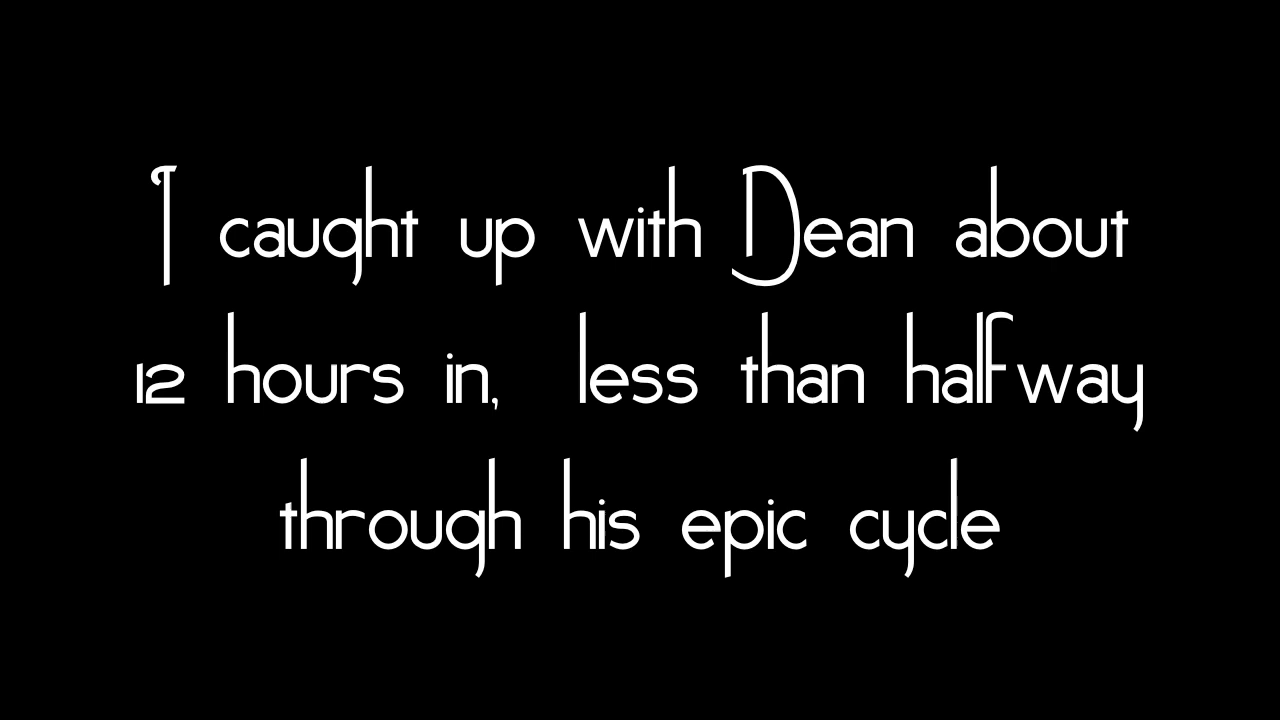 I caught up with Dean about
12 hours in, less than halfway
through his epic cycle